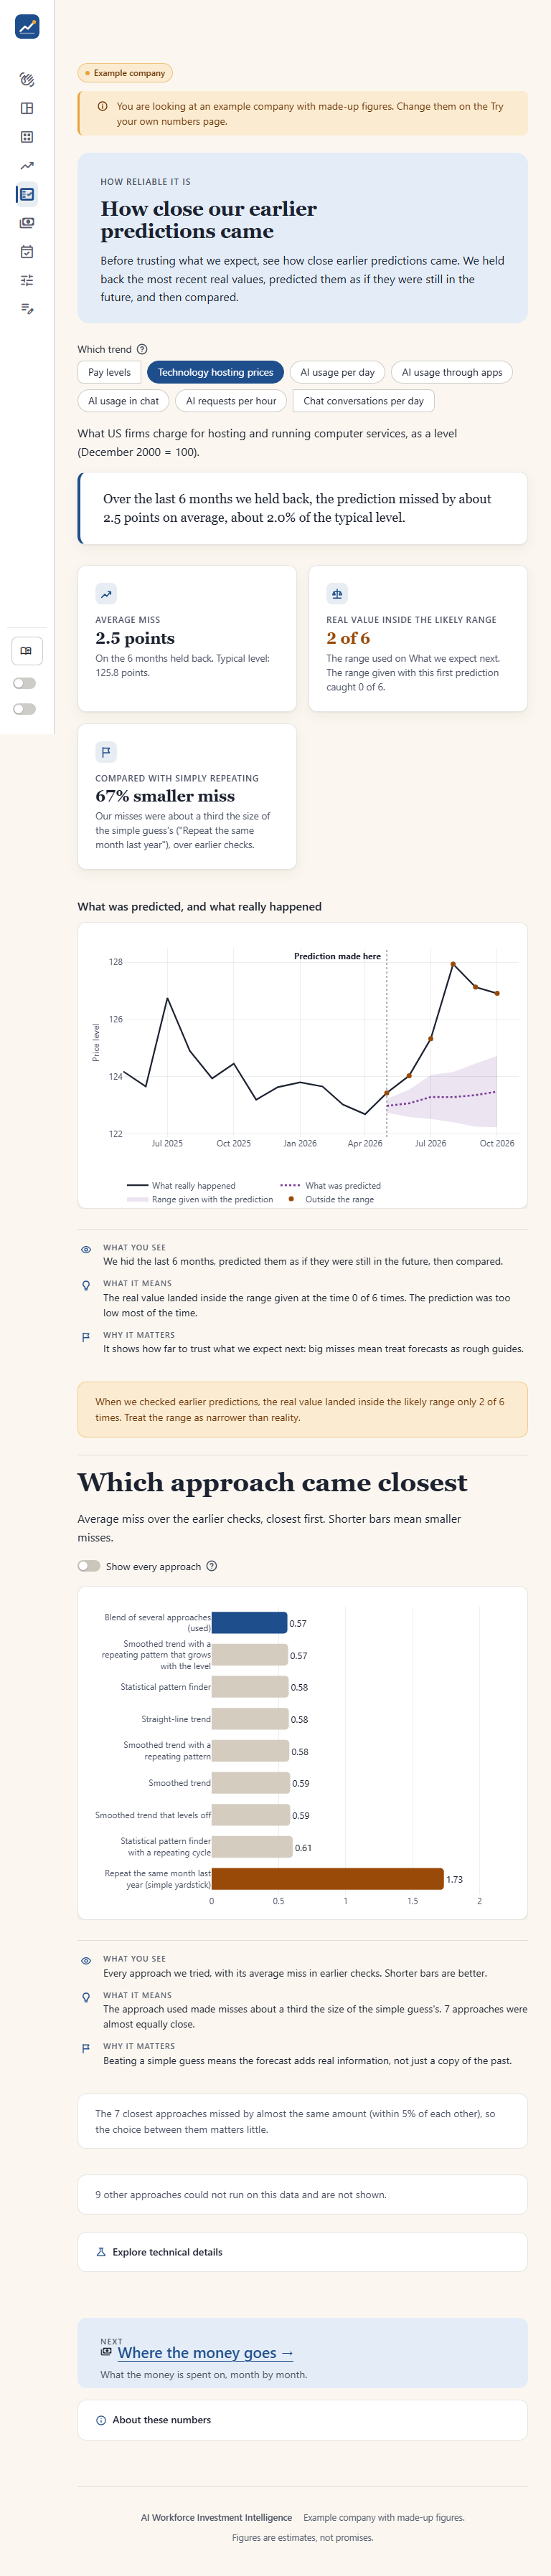 Example company
You are looking at an example company with made-up figures. Change them on the Try
your own numbers page.
HOW RELIABLE IT IS
How close our earlier
predictions came
Before trusting what we expect, see how close earlier predictions came. We held
back the most recent real values, predicted them as if they were still in the
future, and then compared.
Which trend
Pay levels
Technology hosting prices
AI usage per day
AI usage through apps
AI usage in chat
AI requests per hour
Chat conversations per day
What US firms charge for hosting and running computer services, as a level
(December 2000 = 100).
Over the last 6 months we held back, the prediction missed by about
2.5 points on average, about 2.0% of the typical level.
AVERAGE MISS
2.5 points
On the 6 months held back. Typical level:
125.8 points.
REAL VALUE INSIDE THE LIKELY RANGE
2 of 6
The range used on What we expect next.
The range given with this first prediction
caught 0 of 6.
COMPARED WITH SIMPLY REPEATING
67% smaller miss
Our misses were about a third the size of
the simple guess's ("Repeat the same
month last year"), over earlier checks.
What was predicted, and what really happened
Prediction made here
128
126
124
122
Price level
Jul 2025
Oct 2025
Jan 2026
Apr 2026
Jul 2026
Oct 2026
What really happened
What was predicted
Range given with the prediction
Outside the range
WHAT YOU SEE
We hid the last 6 months, predicted them as if they were still in the future, then compared.
WHAT IT MEANS
The real value landed inside the range given at the time 0 of 6 times. The prediction was too
low most of the time.
WHY IT MATTERS
It shows how far to trust what we expect next: big misses mean treat forecasts as rough guides.
When we checked earlier predictions, the real value landed inside the likely range only 2 of 6
times. Treat the range as narrower than reality.
Which approach came closest
Average miss over the earlier checks, closest first. Shorter bars mean smaller
misses.
Show every approach
Blend of several approaches
(used)
0.57
Smoothed trend with a
repeating pattern that grows
with the level
0.57
Statistical pattern finder
0.58
Straight-line trend
0.58
Smoothed trend with a
repeating pattern
0.58
Smoothed trend
0.59
Smoothed trend that levels off
0.59
Statistical pattern finder
with a repeating cycle
0.61
Repeat the same month last
year (simple yardstick)
1.73
0
0.5
1
1.5
2
WHAT YOU SEE
Every approach we tried, with its average miss in earlier checks. Shorter bars are better.
WHAT IT MEANS
The approach used made misses about a third the size of the simple guess's. 7 approaches were
almost equally close.
WHY IT MATTERS
Beating a simple guess means the forecast adds real information, not just a copy of the past.
The 7 closest approaches missed by almost the same amount (within 5% of each other), so
the choice between them matters little.
9 other approaches could not run on this data and are not shown.
Explore technical details
NEXT
Where the money goes →
What the money is spent on, month by month.
About these numbers
AI Workforce Investment Intelligence
Example company with made-up figures.
Figures are estimates, not promises.